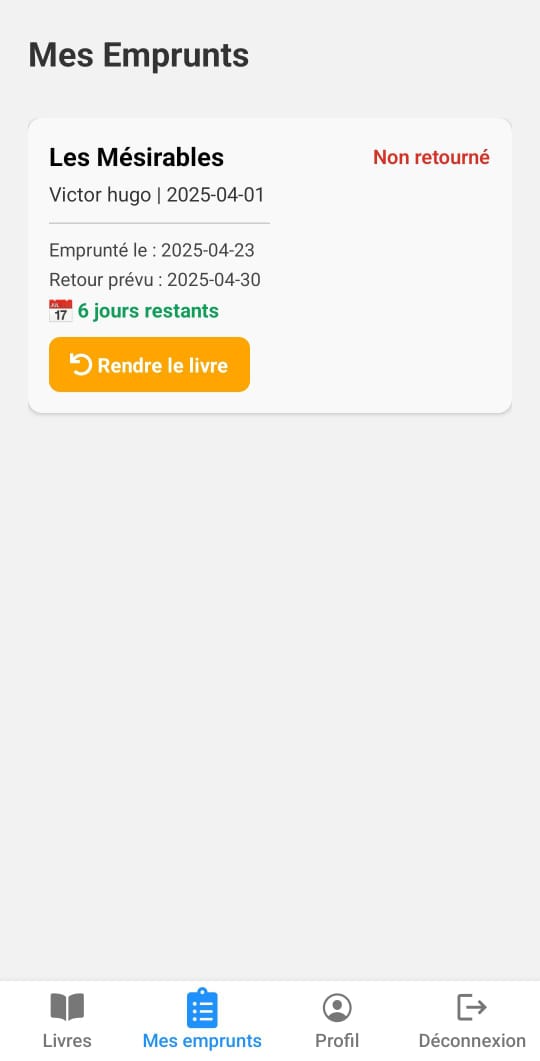 Mes Emprunts
Les Mésirables
Non retourné
Victor hugo | 2025-04-01
Emprunté le : 2025-04-23
Retour prévu : 2025-04-30
📅 6 jours restants
Rendre le livre
Livres
Mes emprunts
Profil
Déconnexion